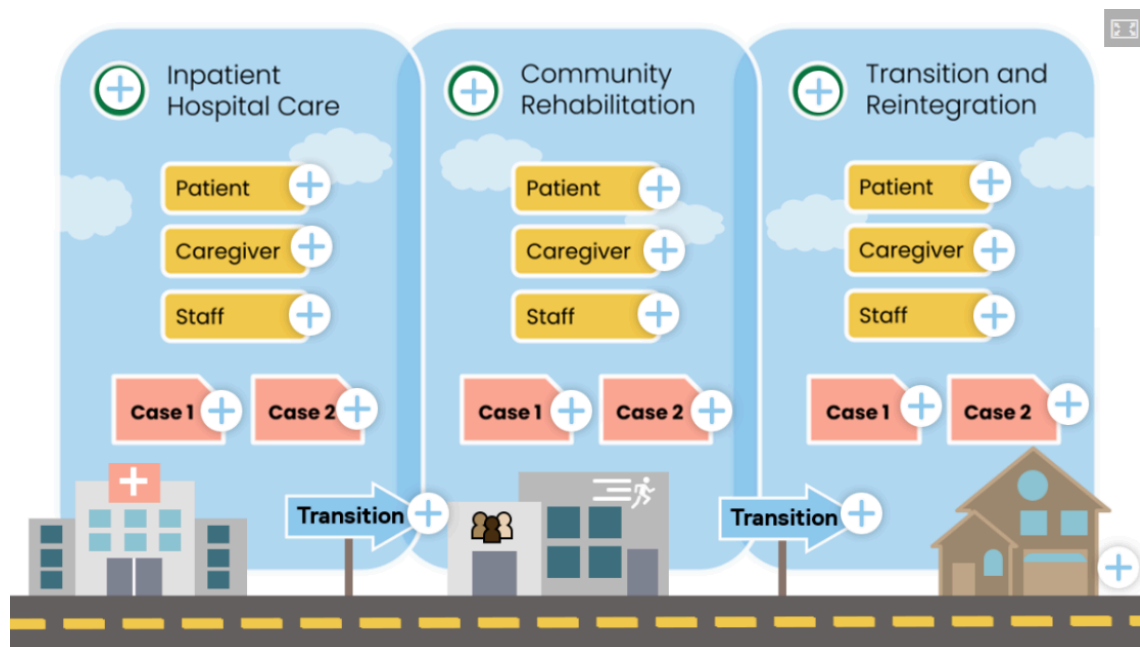 Inpatient
Hospital Care
Patient
Caregiver
Staff
Case 1
Case 2
Transition
Community
Rehabilitation
Patient
Caregiver
Staff
Case 1
Case 2
Transition
Transition and
Reintegration
Patient
Caregiver
Staff
Case 1
Case 2